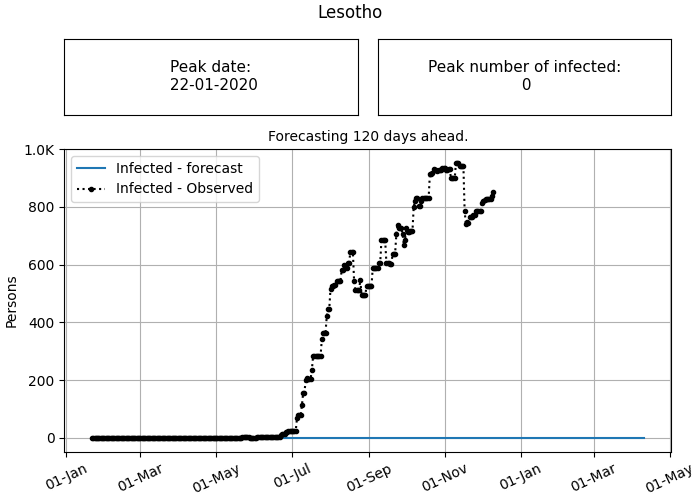 Lesotho
Peak date:
22-01-2020
Peak number of infected:
0
Forecasting 120 days ahead.
Infected - forecast
Infected - Observed
Persons
1.0K
800
600
400
200
0
01-Jan
01-Mar
01-May
01-Jul
01-Sep
01-Nov
01-Jan
01-Mar
01-May